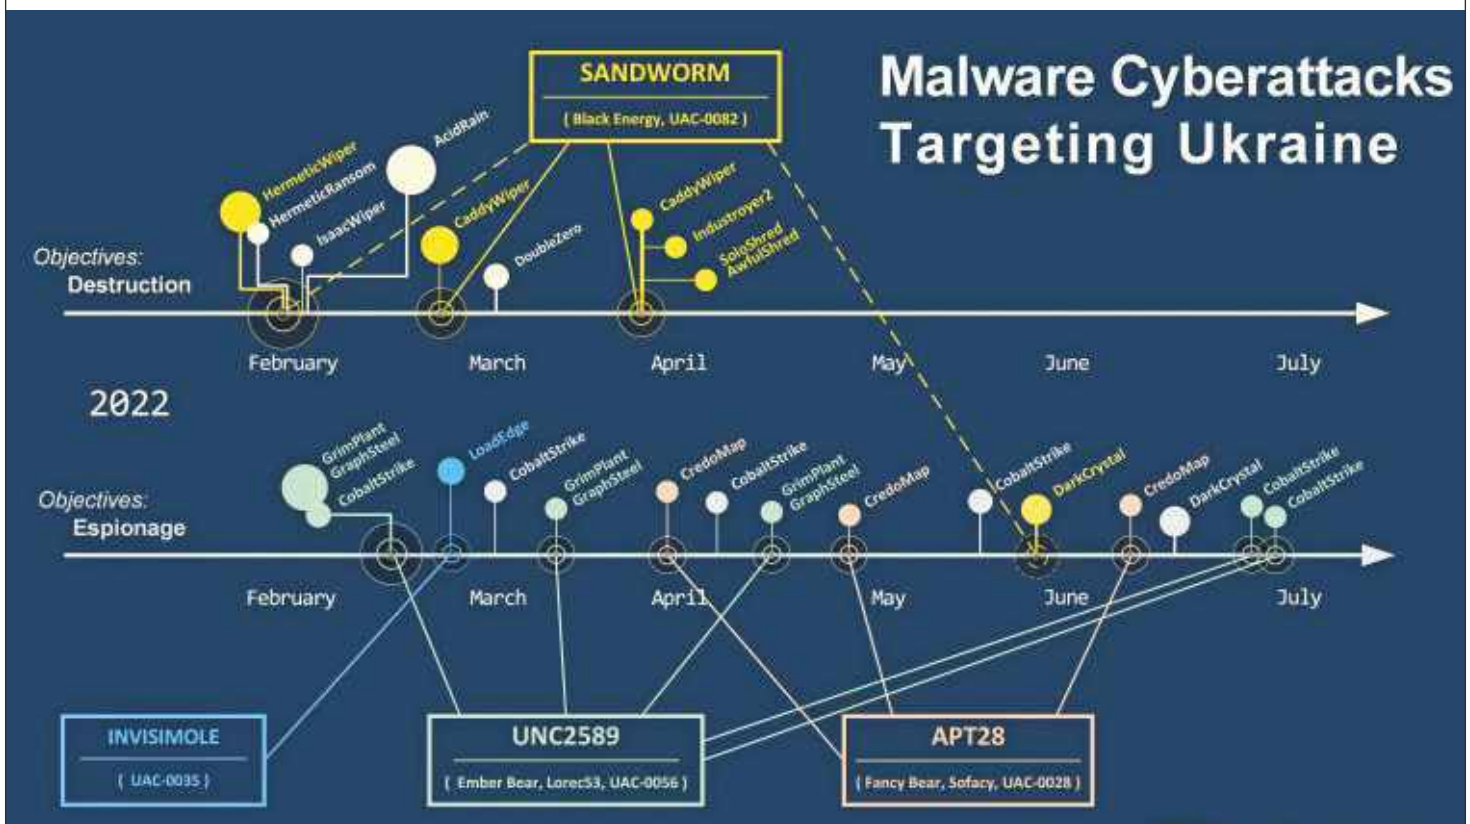 Malware Cyberattacks
Targeting Ukraine
SANDWORM
( Black Energy, UAC-0082 )
HermeticWiper
HermeticRansom
IsaacWiper
AcidRain
CaddyWiper
DoubleZero
CaddyWiper
Industroyer2
SoloShred
AwfulShred
Objectives:
Destruction
February
March
April
May
June
July
2022
GrimPlant
GraphSteel
CobaltStrike
LoadEdge
CobaltStrike
GrimPlant
GraphSteel
CredoMap
CobaltStrike
GrimPlant
GraphSteel
CredoMap
CobaltStrike
DarkCrystal
CredoMap
DarkCrystal
CobaltStrike
CobaltStrike
Objectives:
Espionage
February
March
April
May
June
July
INVISIMOLE
( UAC-0035 )
UNC2589
( Ember Bear, Lorec53, UAC-0056 )
APT28
( Fancy Bear, Sofacy, UAC-0028 )